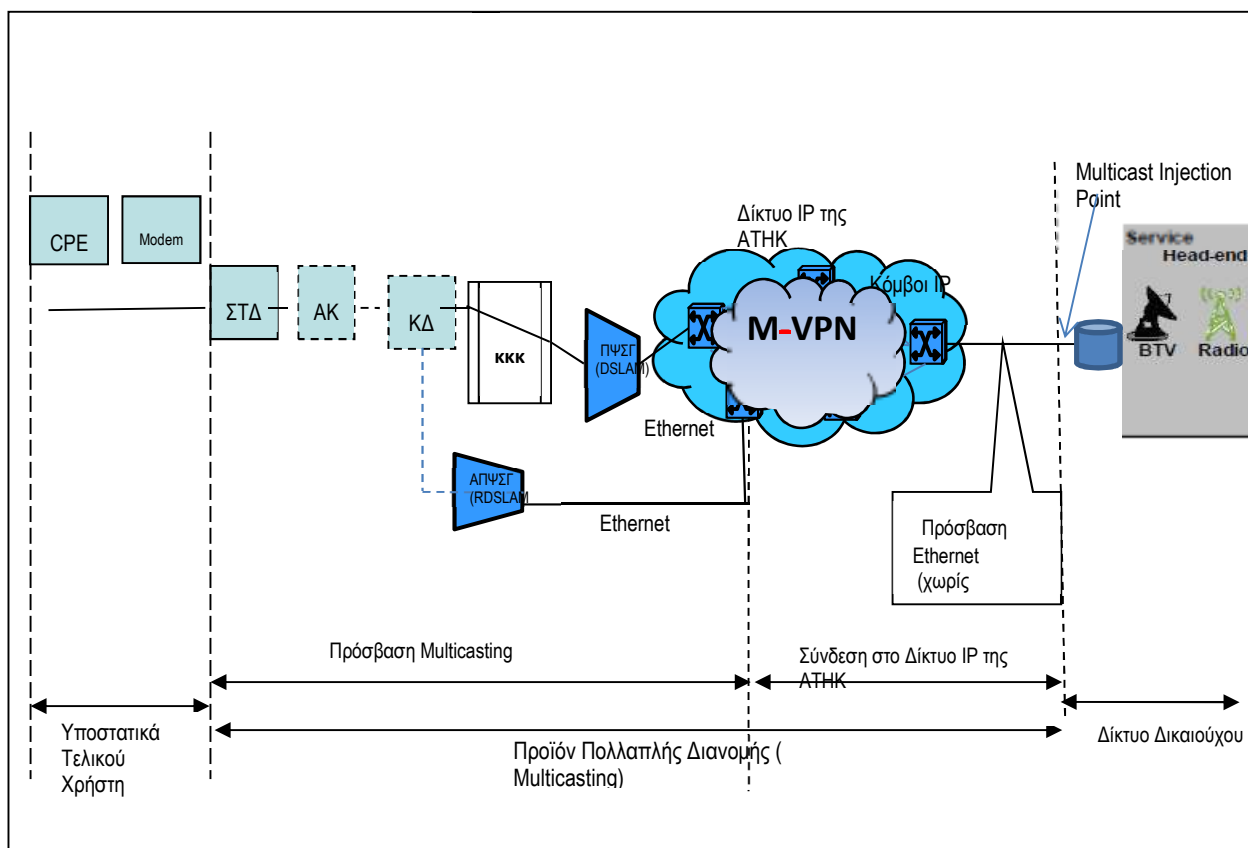 Multicast Injection
Point
Δίκτυο IP της
ΑΤΗΚ
Service
Head-end
CPE
Modem
Κόμβοι IP
ΣΤΔ
ΑΚ
ΚΔ
M-VPN
ΚΚΚ
ΠΨΣΓ
(DSLAM)
BTV
Radio
Ethernet
ΑΠΨΣΓ
(RDSLAM
Ethernet
Πρόσβαση
Ethernet
(χωρίς
Πρόσβαση Multicasting
Σύνδεση στο Δίκτυο IP της
ΑΤΗΚ
Υποστατικά
Τελικού
Χρήστη
Προϊόν Πολλαπλής Διανομής (
Multicasting)
Δίκτυο Δικαιούχου